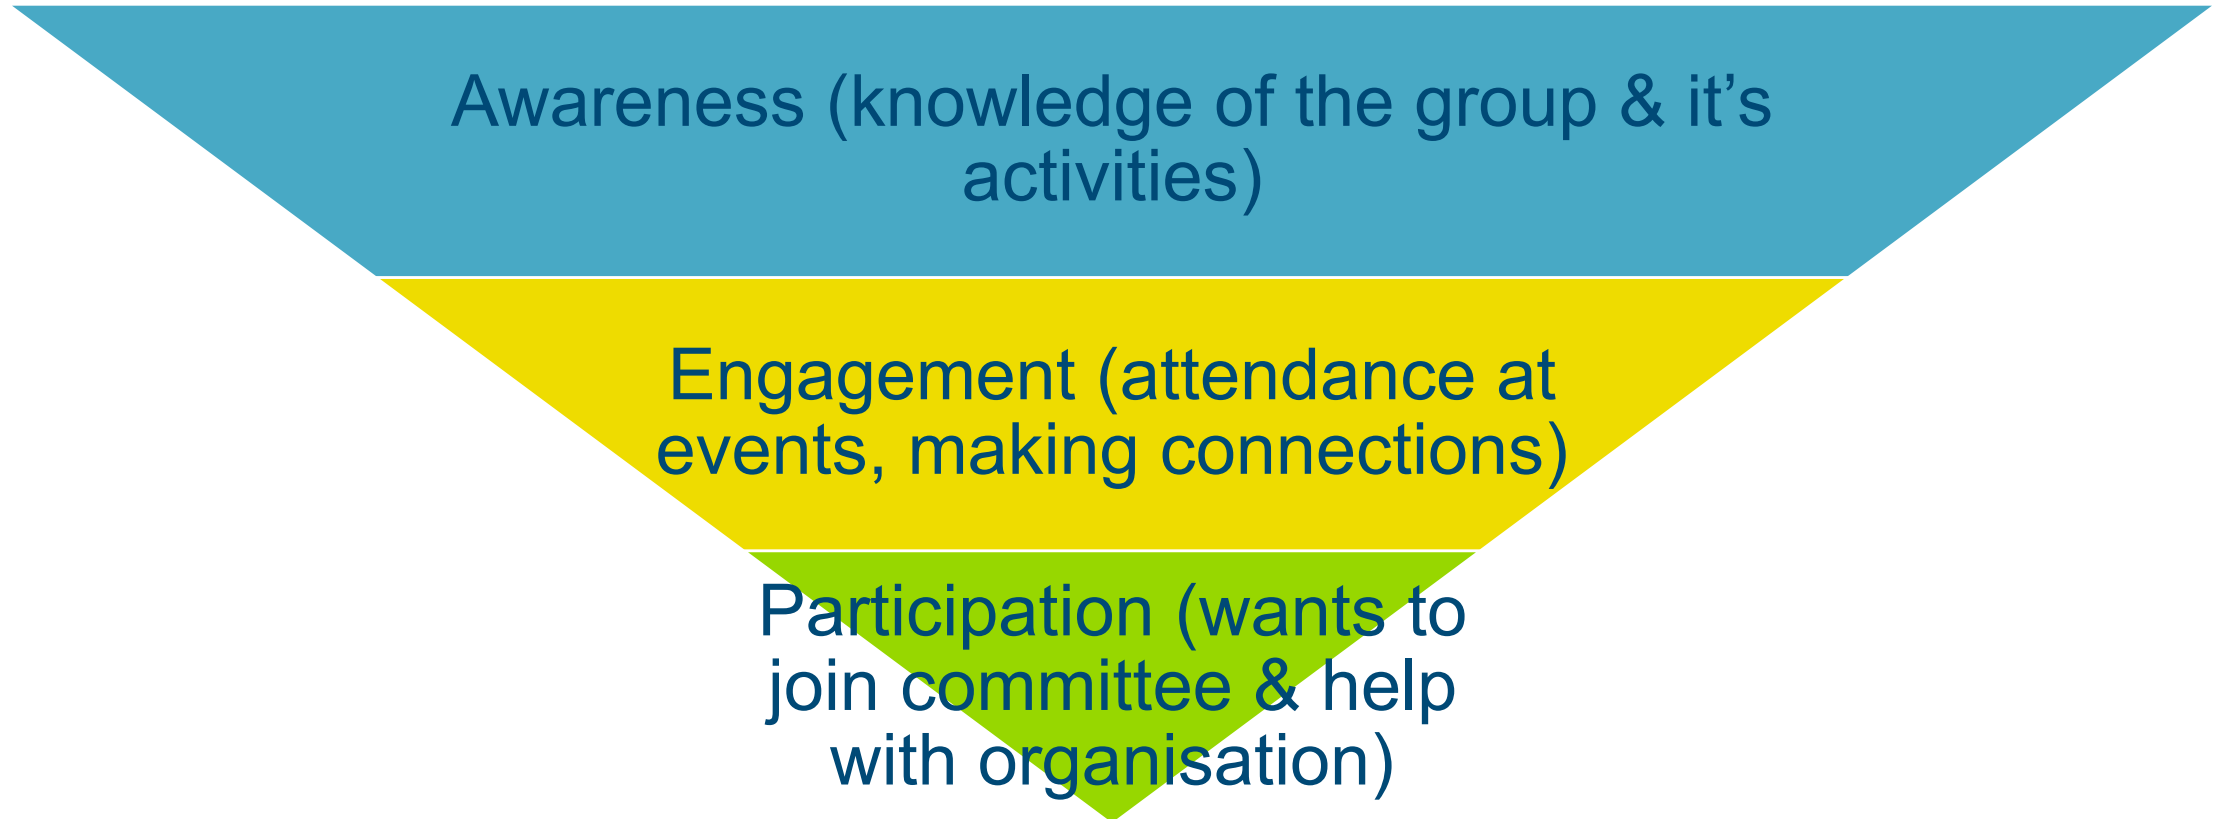 Awareness (knowledge of the group & it’s
activities)
Engagement (attendance at
events, making connections)
Participation (wants to
join committee & help
with organisation)